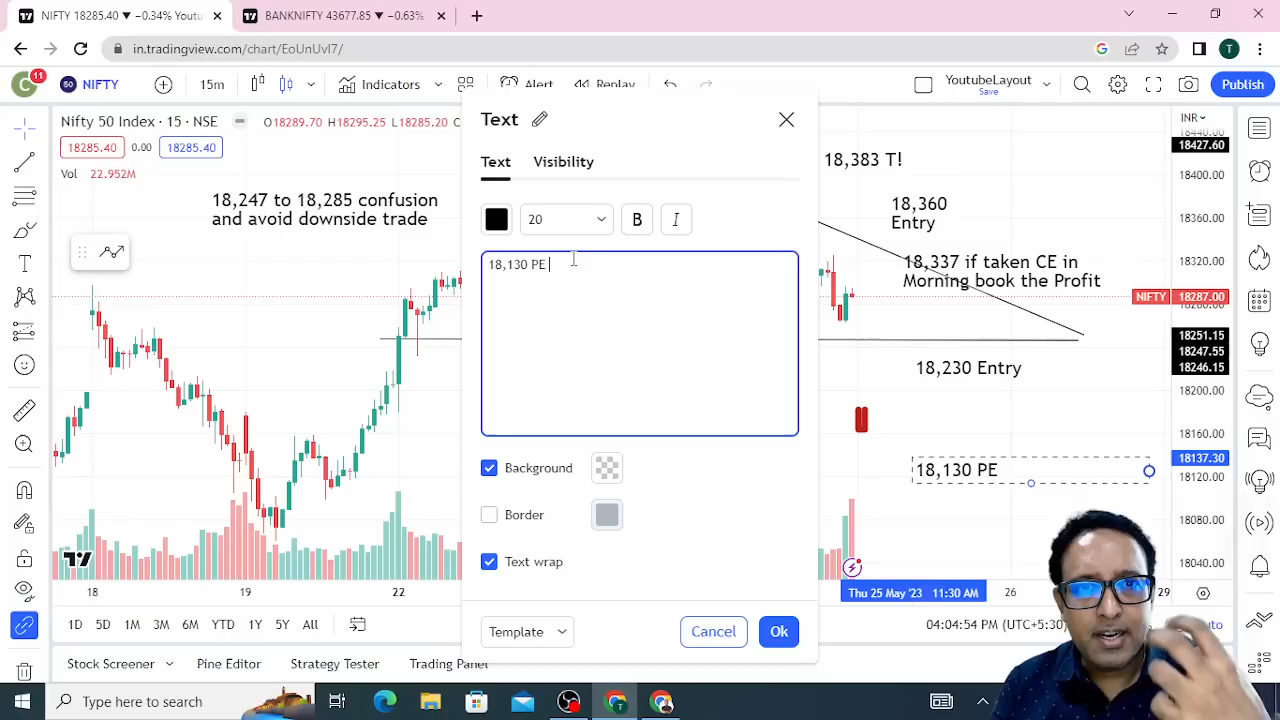 NIFTY 18285.40 ▼ −0.34% Youtu
BANKNIFTY 43677.85 ▼ −0.63%
in.tradingview.com/chart/EoUnUvI7/
C 11
50 NIFTY
15m
Indicators
Alert
Replay
YoutubeLayout
Save
Publish
Nifty 50 Index · 15 · NSE
O18289.70 H18295.25 L18285.20
18285.40 0.00 18285.40
Vol 22.952M
18,247 to 18,285 confusion
and avoid downside trade
Text
Text Visibility
20
B
I
18,130 PE
Background
Border
Text wrap
Template
Cancel
Ok
18,383 T!
18,360
Entry
18,337 if taken CE in
Morning book the Profit
18,230 Entry
18,130 PE
INR
18440.00
18427.60
18400.00
18360.00
18320.00
NIFTY 18287.00
18280.00
18251.15
18247.55
18246.15
18200.00
18160.00
18137.30
18120.00
18080.00
18040.00
18
19
22
Thu 25 May '23 11:30 AM
26
29
1D 5D 1M 3M 6M YTD 1Y 5Y All
04:04:54 PM (UTC+5:30)
Stock Screener
Pine Editor
Strategy Tester
Trading Panel
Type here to search